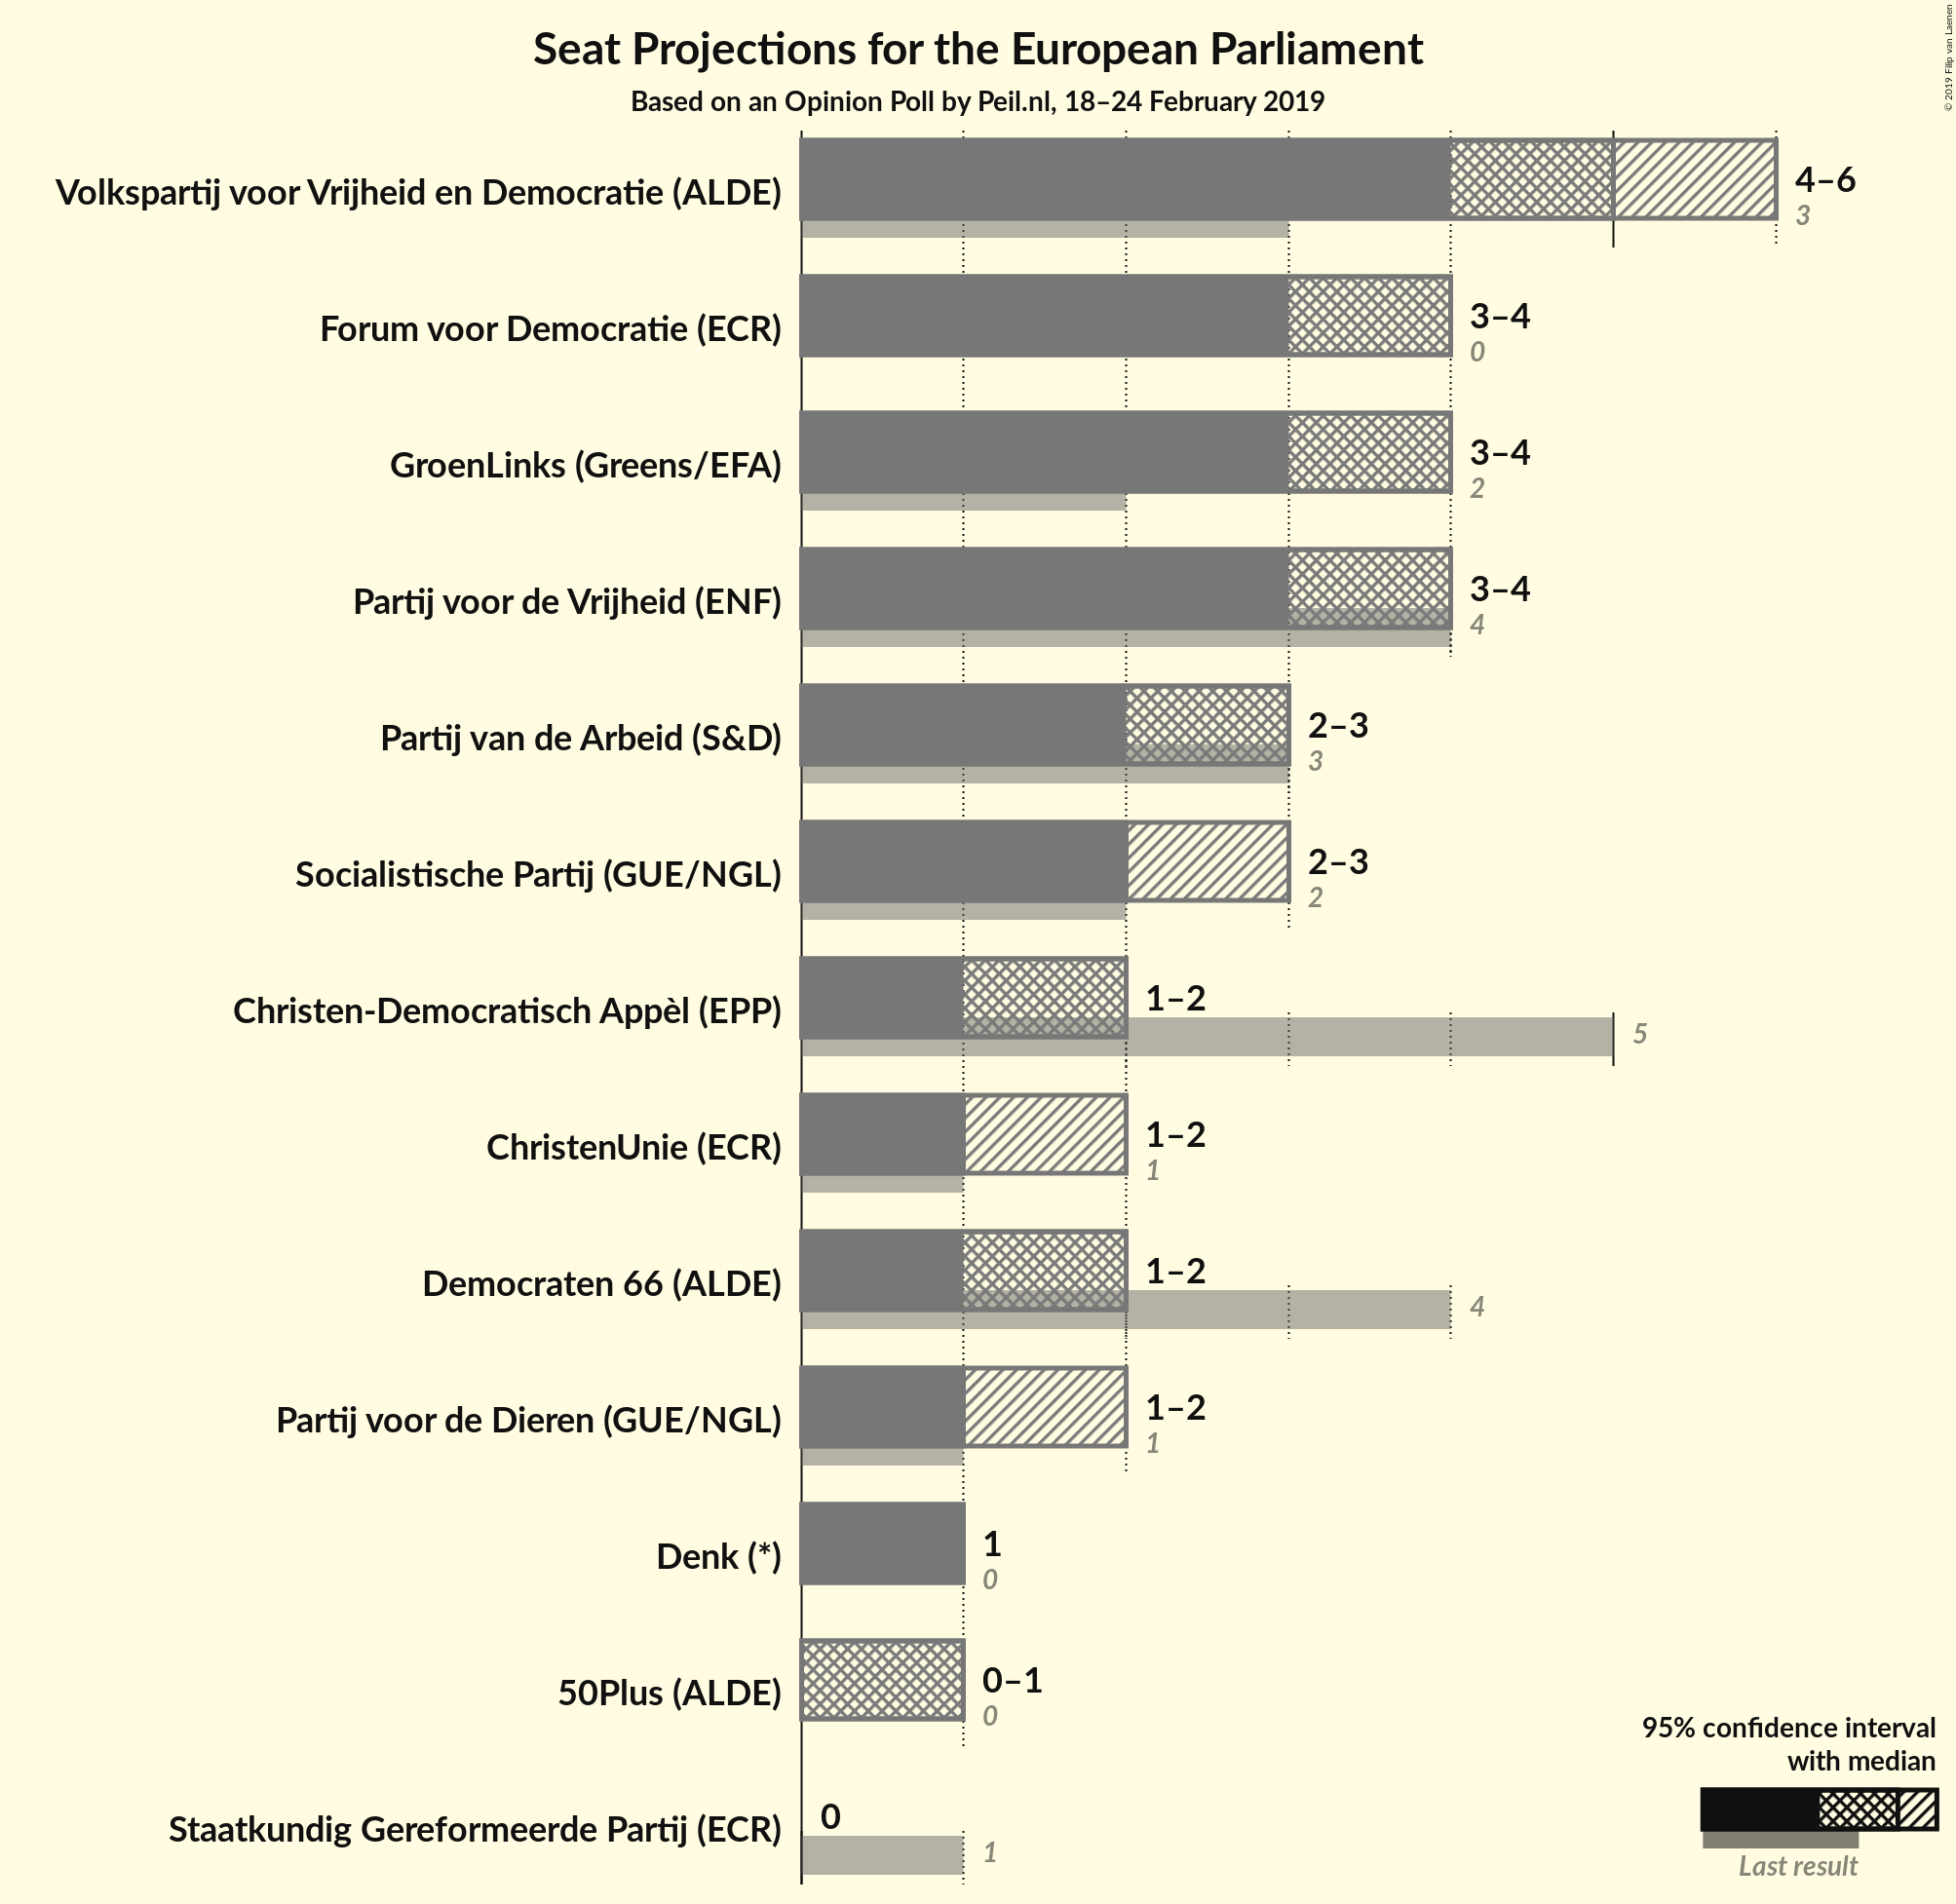 Seat Projections for the European Parliament
Based on an Opinion Poll by Peil.nl, 18–24 February 2019
© 2019 Filip van Laenen
Volkspartij voor Vrijheid en Democratie (ALDE)
4–6
3
Forum voor Democratie (ECR)
3–4
0
GroenLinks (Greens/EFA)
3–4
2
Partij voor de Vrijheid (ENF)
3–4
4
Partij van de Arbeid (S&D)
2–3
3
Socialistische Partij (GUE/NGL)
2–3
2
Christen-Democratisch Appèl (EPP)
1–2
5
ChristenUnie (ECR)
1–2
1
Democraten 66 (ALDE)
1–2
4
Partij voor de Dieren (GUE/NGL)
1–2
1
Denk (*)
1
0
50Plus (ALDE)
0–1
0
Staatkundig Gereformeerde Partij (ECR)
0
1
95% confidence interval
with median
Last result